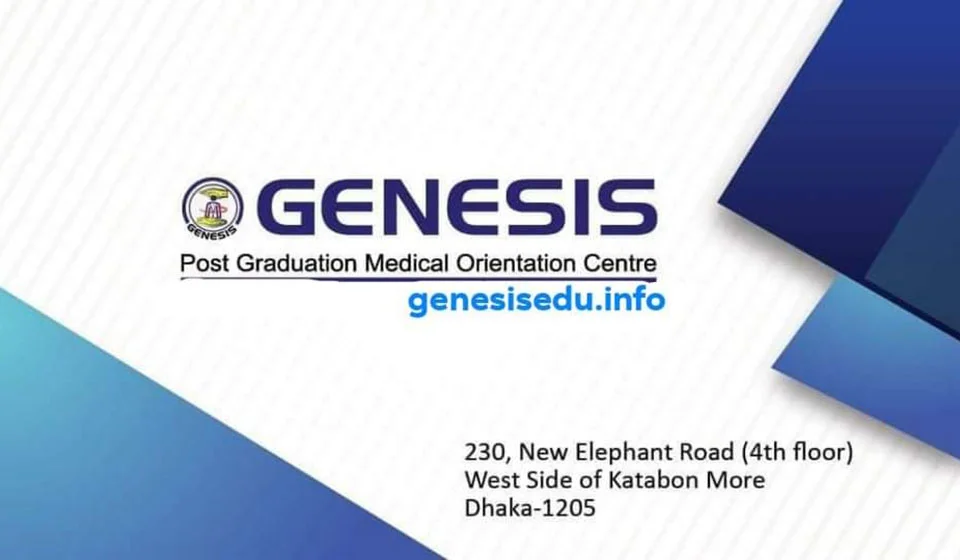 GENESIS
GENESIS
Post Graduation Medical Orientation Centre
genesisedu.info
230, New Elephant Road (4th floor)
West Side of Katabon More
Dhaka-1205